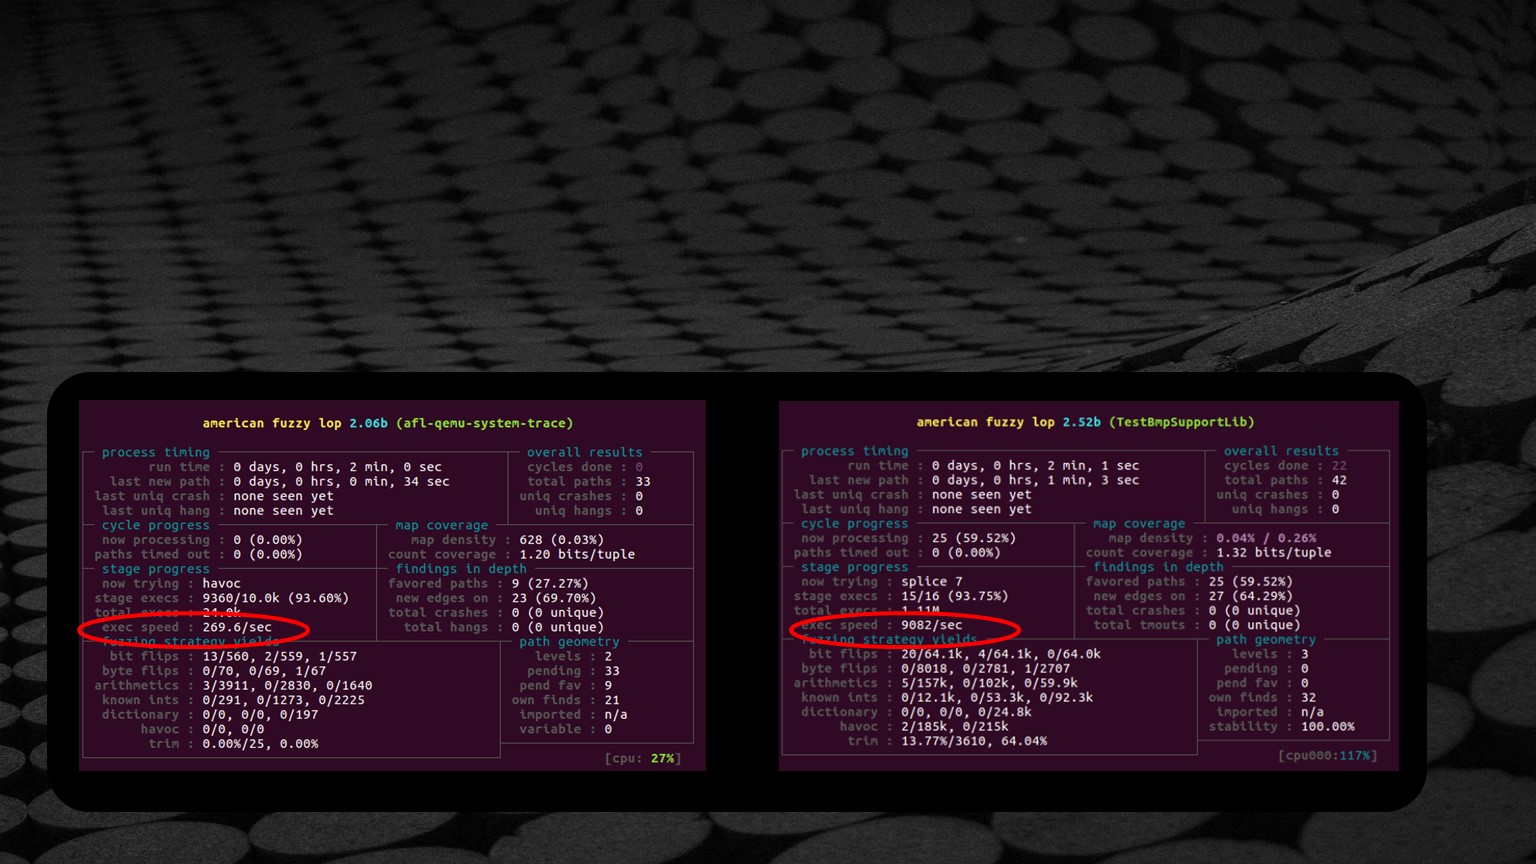 american fuzzy lop 2.06b (afl-qemu-system-trace)
process timing
overall results
run time : 0 days, 0 hrs, 2 min, 0 sec
cycles done : 0
last new path : 0 days, 0 hrs, 0 min, 34 sec
total paths : 33
last uniq crash : none seen yet
uniq crashes : 0
last uniq hang : none seen yet
uniq hangs : 0
cycle progress
map coverage
now processing : 0 (0.00%)
map density : 628 (0.03%)
paths timed out : 0 (0.00%)
count coverage : 1.20 bits/tuple
stage progress
findings in depth
now trying : havoc
favored paths : 9 (27.27%)
stage execs : 9360/10.0k (93.60%)
new edges on : 23 (69.70%)
total execs : 24.0k
total crashes : 0 (0 unique)
exec speed : 269.6/sec
total hangs : 0 (0 unique)
fuzzing strategy yields
path geometry
bit flips : 13/560, 2/559, 1/557
levels : 2
byte flips : 0/70, 0/69, 1/67
pending : 33
arithmetics : 3/3911, 0/2830, 0/1640
pend fav : 9
known ints : 0/291, 0/1273, 0/2225
own finds : 21
dictionary : 0/0, 0/0, 0/197
imported : n/a
havoc : 0/0, 0/0
variable : 0
trim : 0.00%/25, 0.00%
[cpu: 27%]
american fuzzy lop 2.52b (TestBmpSupportLib)
process timing
overall results
run time : 0 days, 0 hrs, 2 min, 1 sec
cycles done : 22
last new path : 0 days, 0 hrs, 1 min, 3 sec
total paths : 42
last uniq crash : none seen yet
uniq crashes : 0
last uniq hang : none seen yet
uniq hangs : 0
cycle progress
map coverage
now processing : 25 (59.52%)
map density : 0.04% / 0.26%
paths timed out : 0 (0.00%)
count coverage : 1.32 bits/tuple
stage progress
findings in depth
now trying : splice 7
favored paths : 25 (59.52%)
stage execs : 15/16 (93.75%)
new edges on : 27 (64.29%)
total execs : 1.11M
total crashes : 0 (0 unique)
exec speed : 9082/sec
total tmouts : 0 (0 unique)
fuzzing strategy yields
path geometry
bit flips : 20/64.1k, 4/64.1k, 0/64.0k
levels : 3
byte flips : 0/8018, 0/2781, 1/2707
pending : 0
arithmetics : 5/157k, 0/102k, 0/59.9k
pend fav : 0
known ints : 0/12.1k, 0/53.3k, 0/92.3k
own finds : 32
dictionary : 0/0, 0/0, 0/24.8k
imported : n/a
havoc : 2/185k, 0/215k
stability : 100.00%
trim : 13.77%/3610, 64.04%
[cpu000:117%]